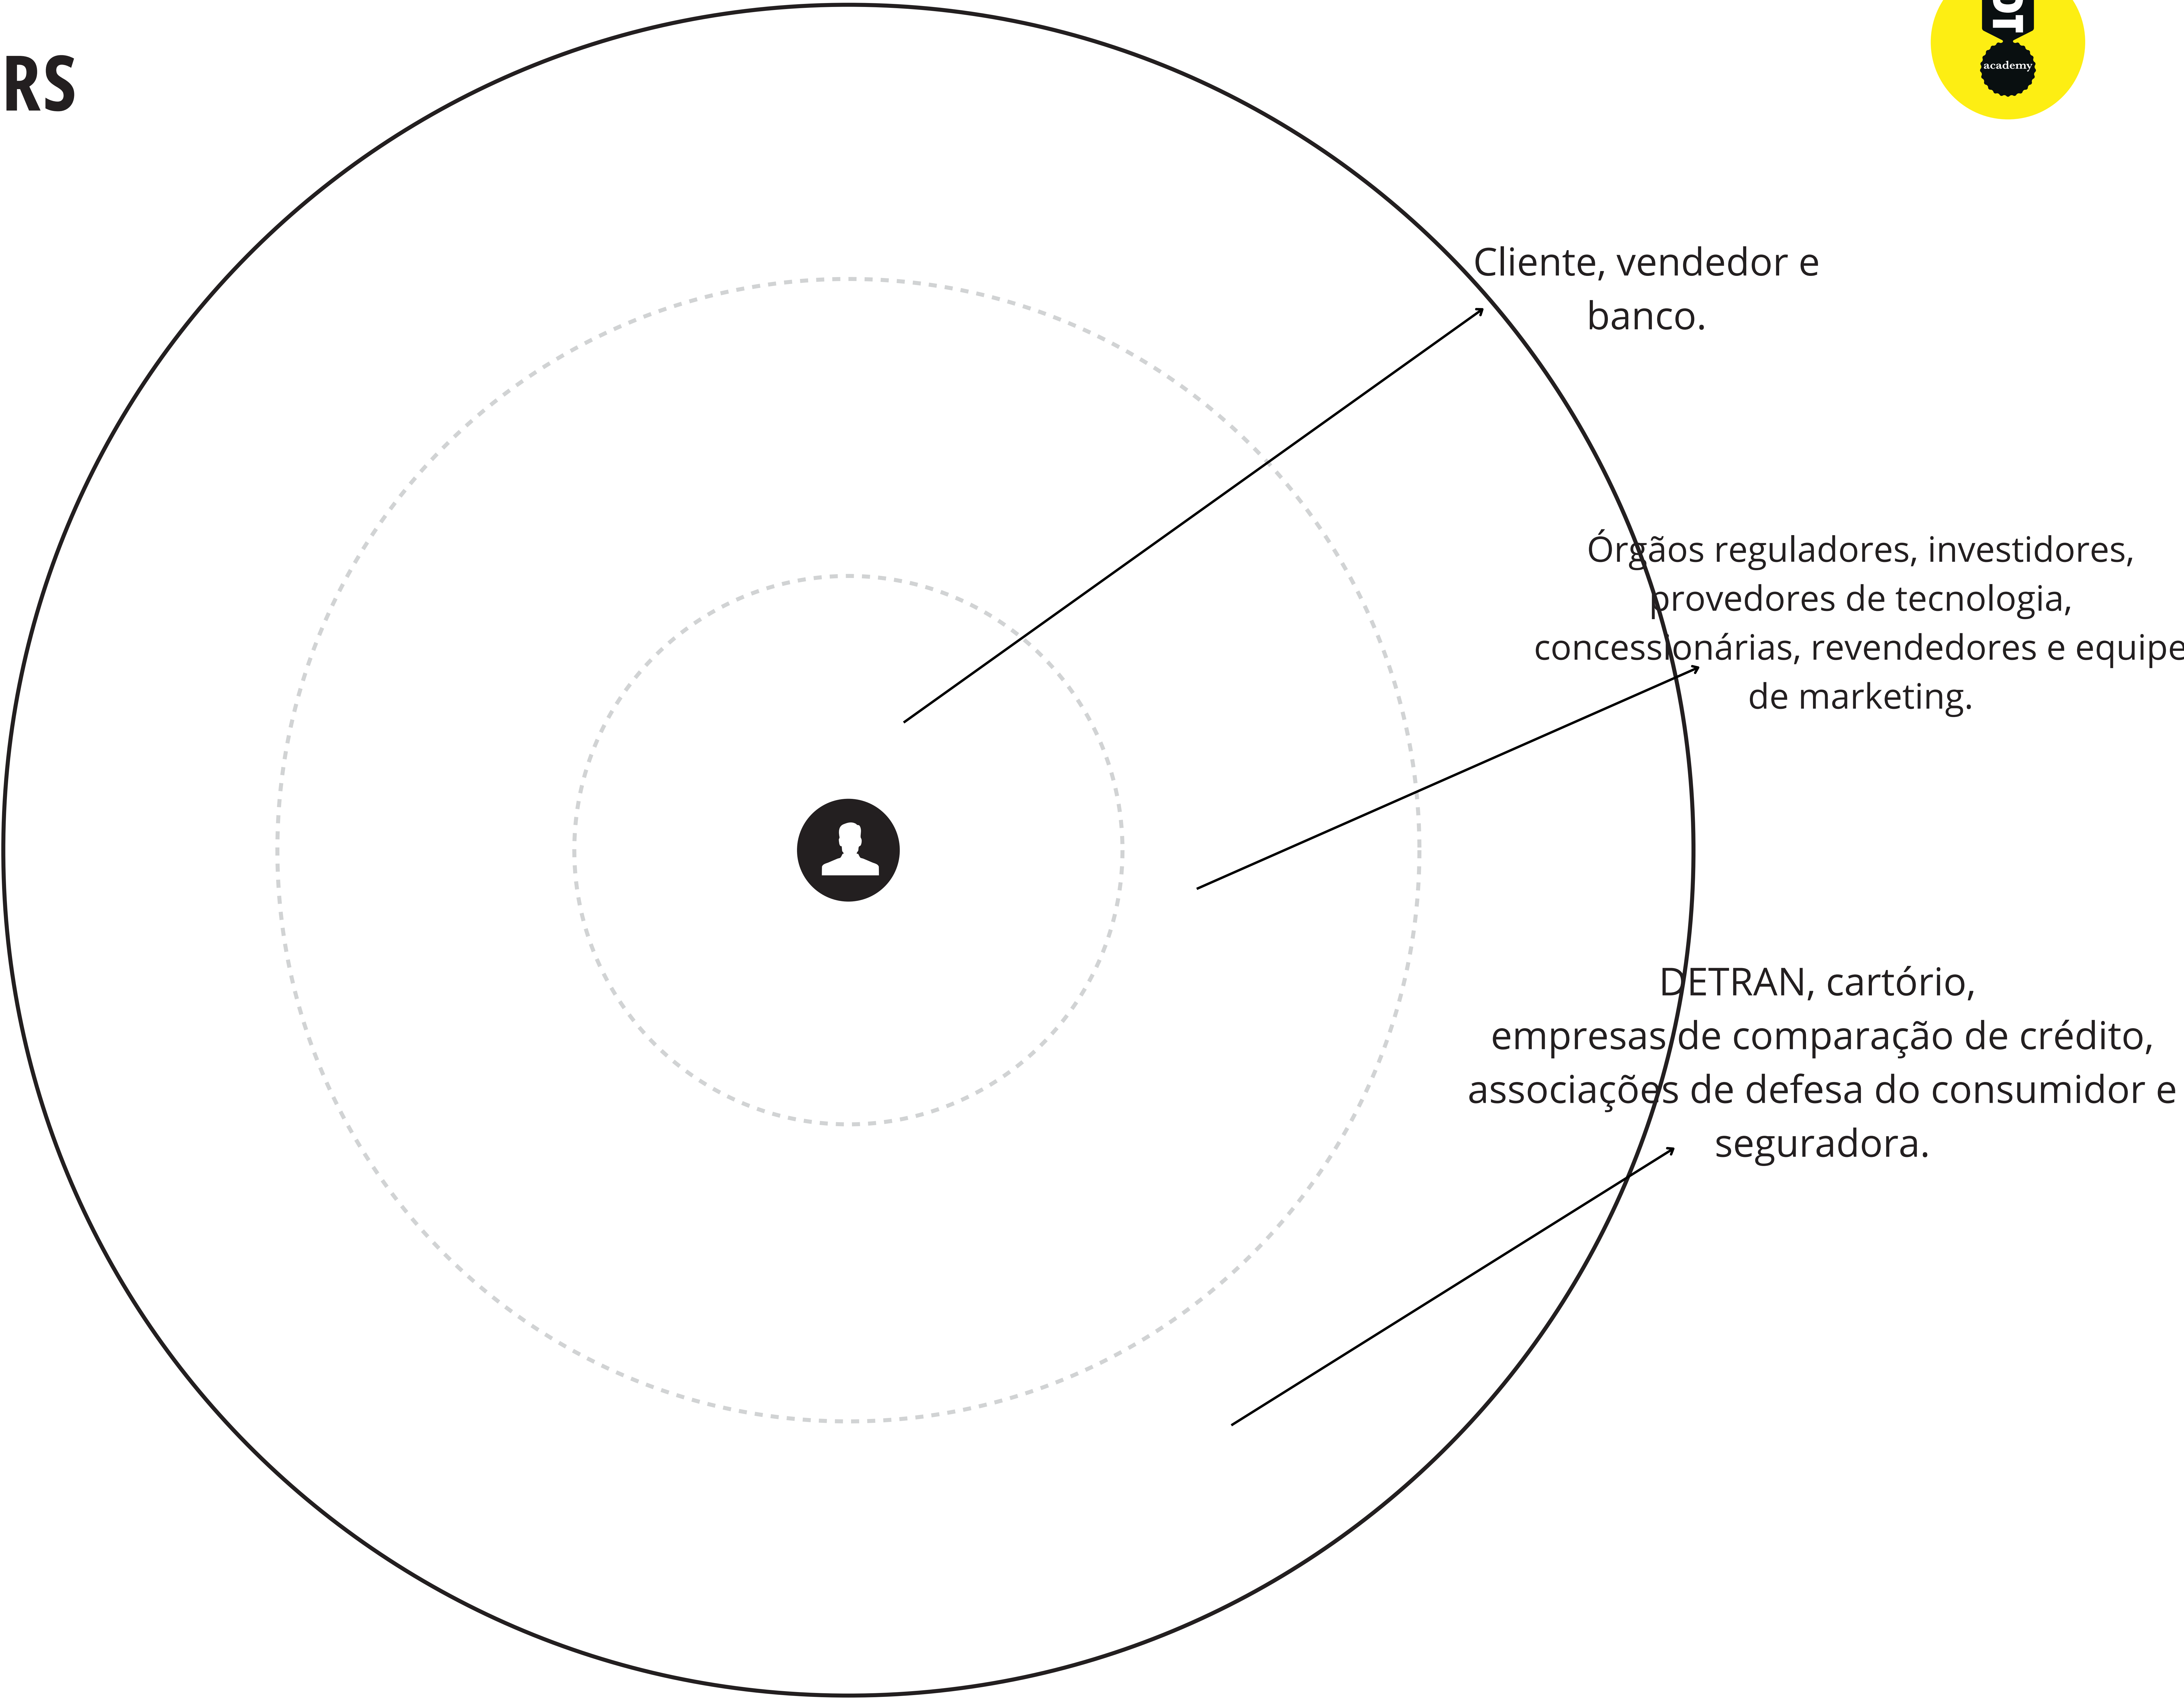 RS
academy
Cliente, vendedor e
banco.
Órgãos reguladores, investidores,
provedores de tecnologia,
concessionárias, revendedores e equipe
de marketing.
DETRAN, cartório,
empresas de comparação de crédito,
associações de defesa do consumidor e
seguradora.